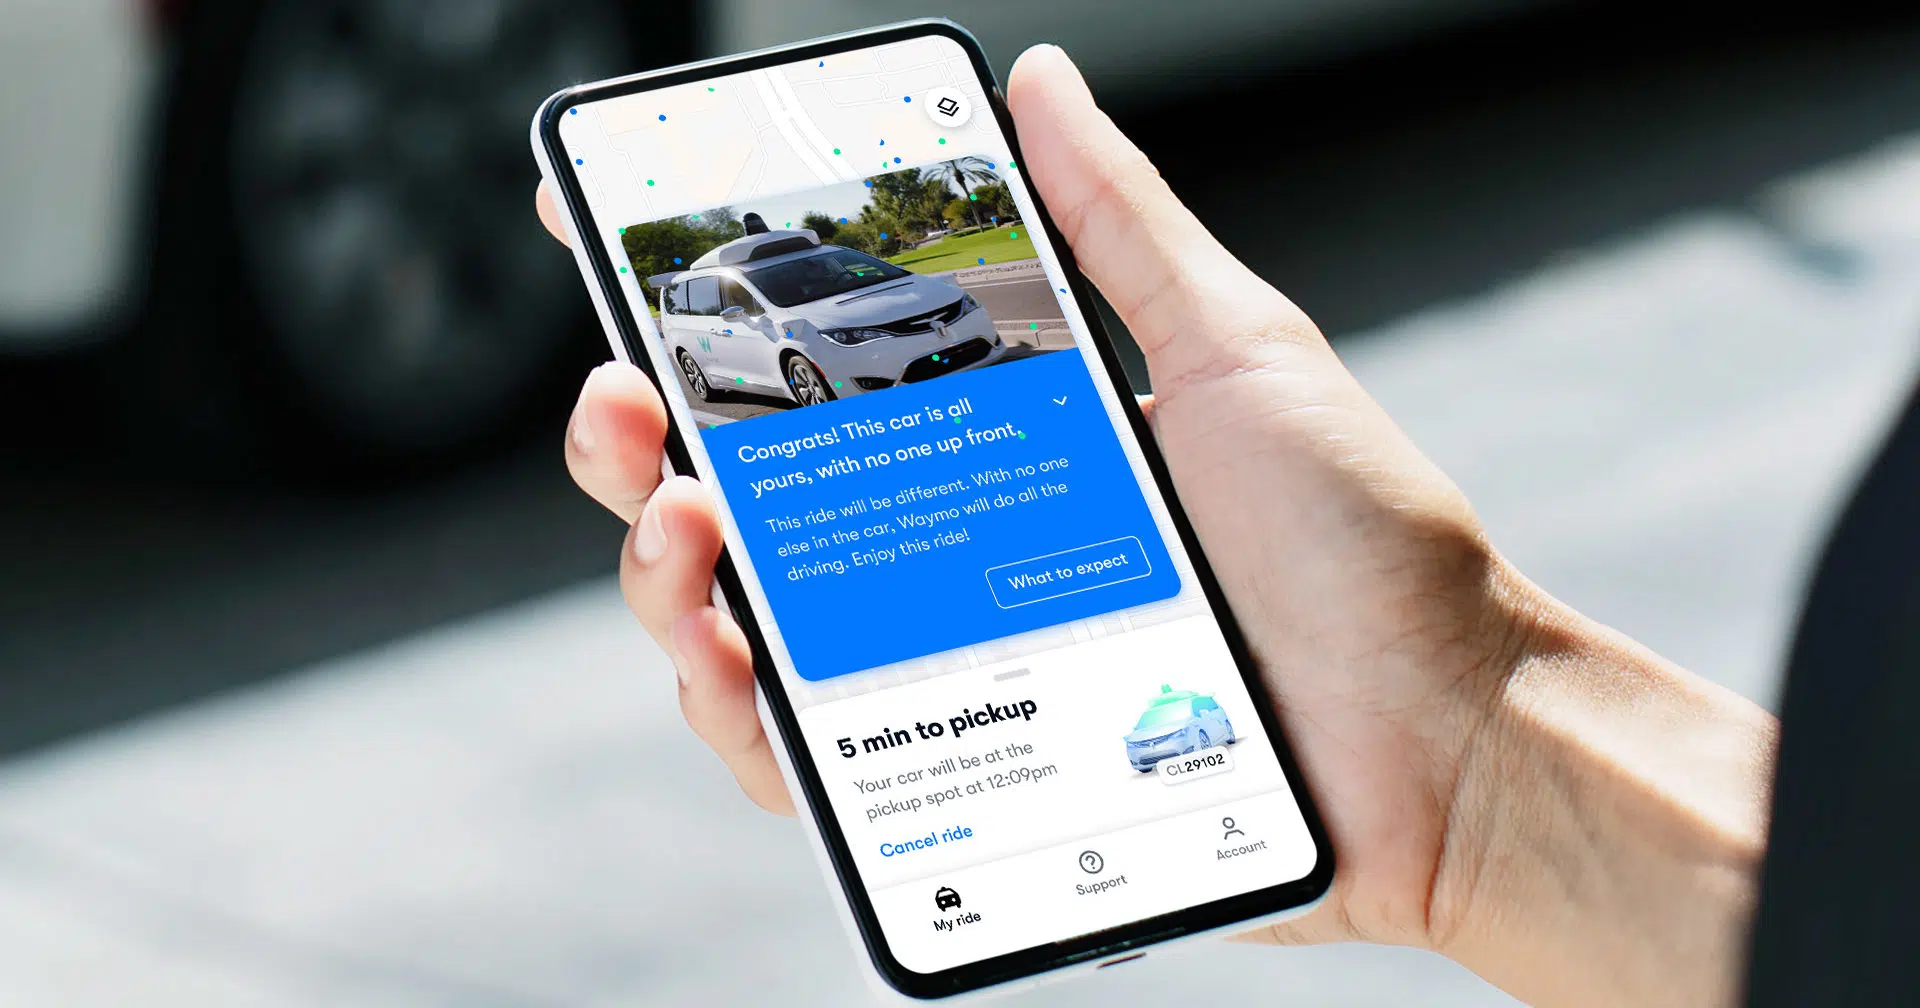 Congrats! This car is all
yours, with no one up front.
This ride will be different. With no one
else in the car, Waymo will do all the
driving. Enjoy this ride!
What to expect
5 min to pickup
Your car will be at the
pickup spot at 12:09pm
CL29102
Cancel ride
My ride
Support
Account